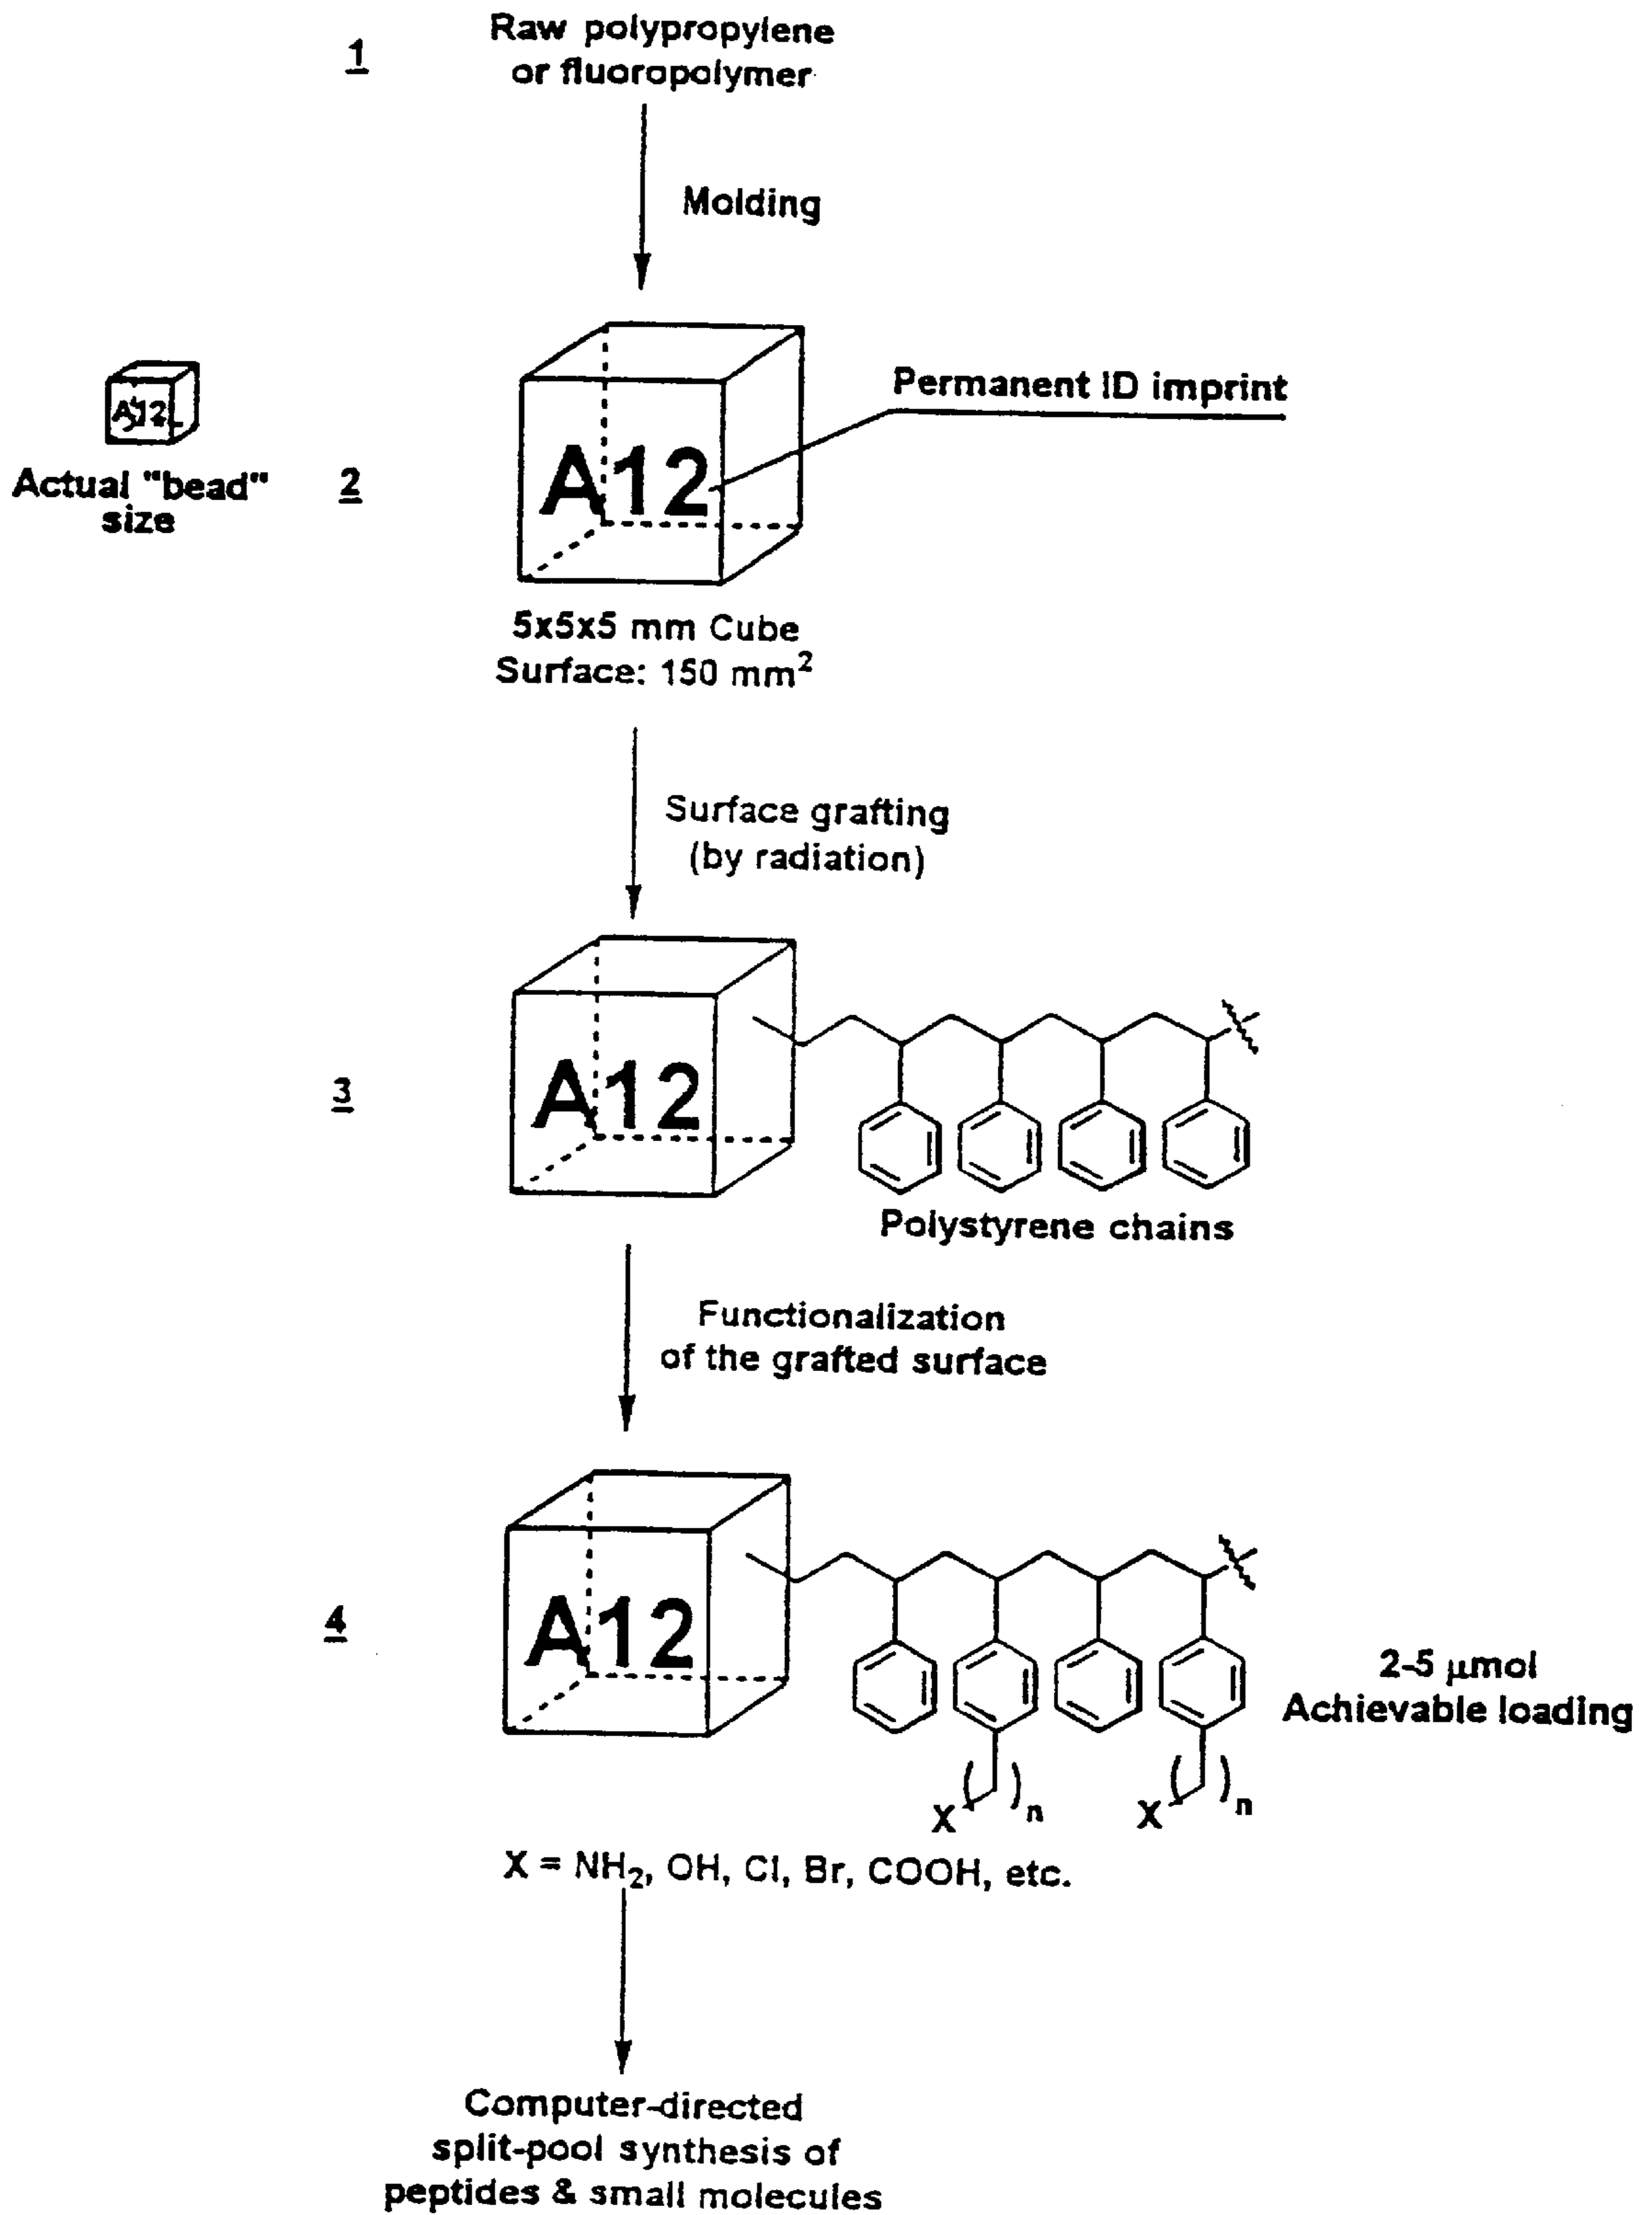 1
Raw polypropylene
or fluoropolymer
Molding
Permanent ID imprint
A12
Actual "bead"
size
2
A12
5x5x5 mm Cube
Surface: 150 mm²
Surface grafting
(by radiation)
3
A12
Polystyrene chains
Functionalization
of the grafted surface
4
A12
2-5 µmol
Achievable loading
X ( )n X ( )n
X = NH₂, OH, Cl, Br, COOH, etc.
Computer-directed
split-pool synthesis of
peptides & small molecules